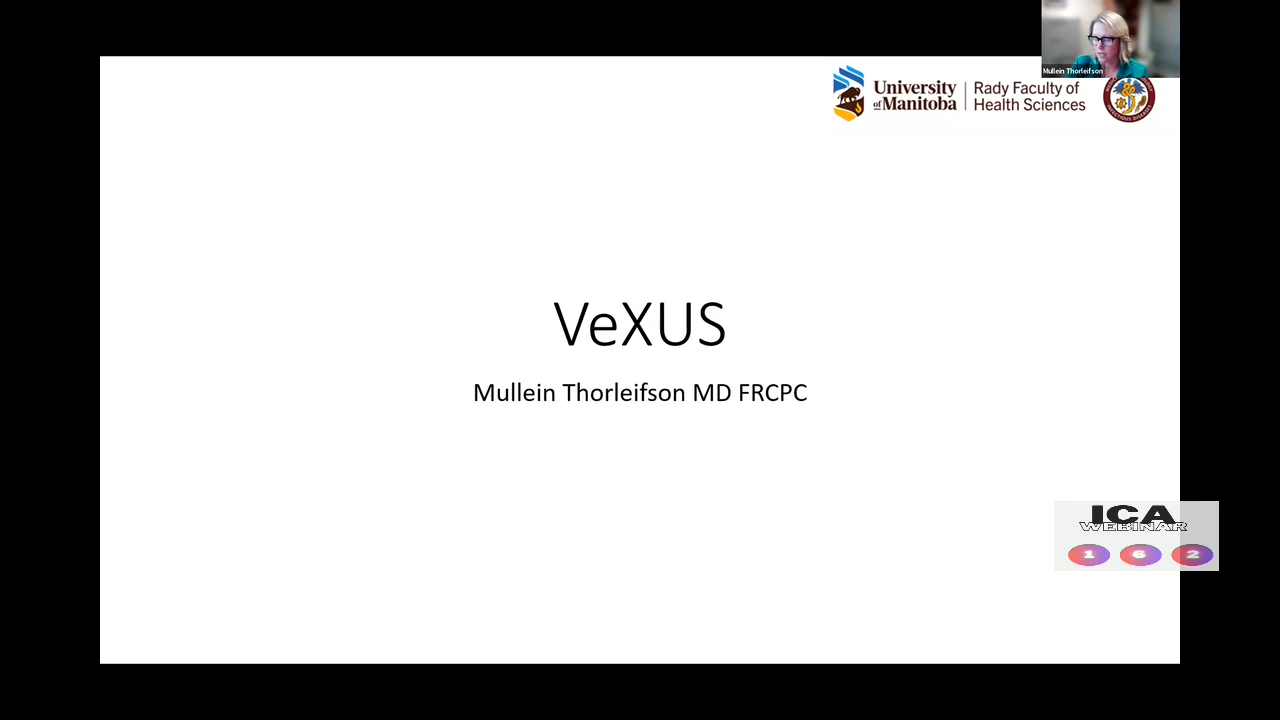 Mullein Thorleifson
University
of Manitoba
Rady Faculty of
Health Sciences
VeXUS
Mullein Thorleifson MD FRCPC
ICA
WEBINAR
1 6 2